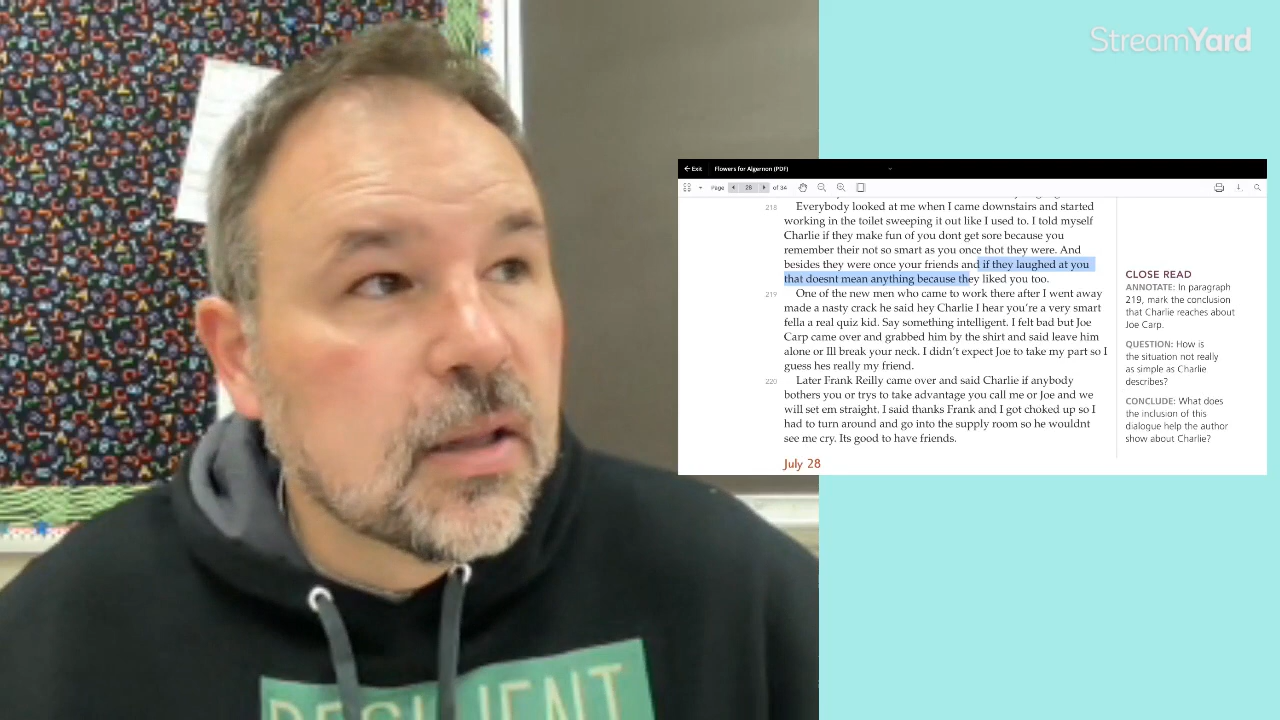 StreamYard
Exit Flowers for Algernon (PDF)
Page 28 of 34
218 Everybody looked at me when I came downstairs and started
working in the toilet sweeping it out like I used to. I told myself
Charlie if they make fun of you dont get sore because you
remember their not so smart as you once thot they were. And
besides they were once your friends and if they laughed at you
that doesnt mean anything because they liked you too.
219 One of the new men who came to work there after I went away
made a nasty crack he said hey Charlie I hear you're a very smart
fella a real quiz kid. Say something intelligent. I felt bad but Joe
Carp came over and grabbed him by the shirt and said leave him
alone or Ill break your neck. I didn't expect Joe to take my part so I
guess hes really my friend.
220 Later Frank Reilly came over and said Charlie if anybody
bothers you or trys to take advantage you call me or Joe and we
will set em straight. I said thanks Frank and I got choked up so I
had to turn around and go into the supply room so he wouldnt
see me cry. Its good to have friends.
July 28
CLOSE READ
ANNOTATE: In paragraph
219, mark the conclusion
that Charlie reaches about
Joe Carp.
QUESTION: How is
the situation not really
as simple as Charlie
describes?
CONCLUDE: What does
the inclusion of this
dialogue help the author
show about Charlie?
RESILIENT